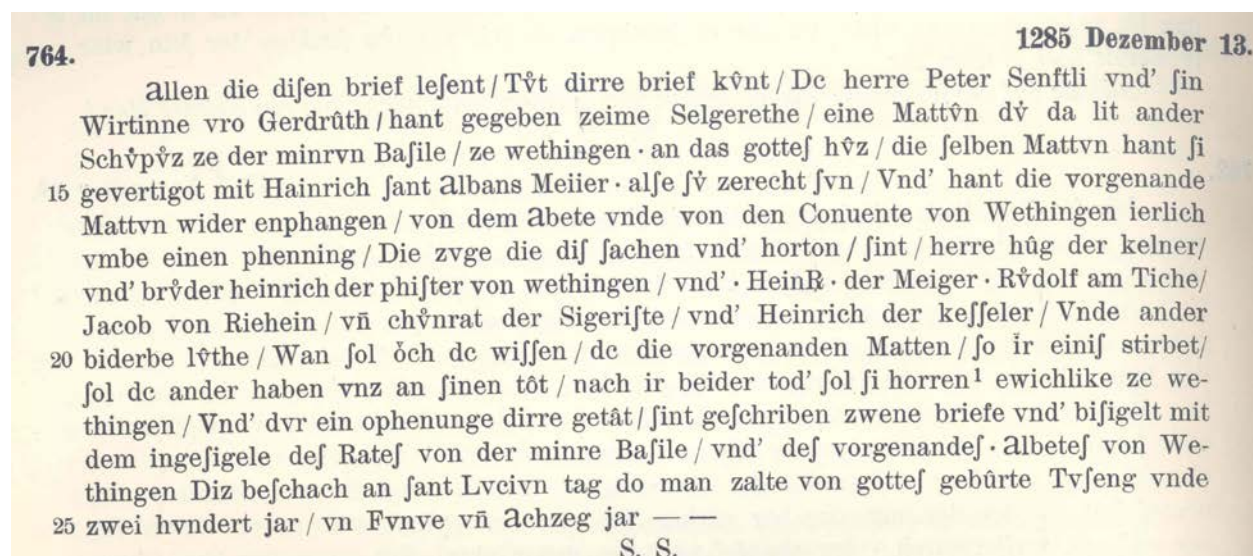 764.
1285 Dezember 13.
allen die diſen brief leſent / Tv̊t dirre brief kv̂nt / Dc herre Peter Senftli vnd' ſin
Wirtinne vro Gerdrûth / hant gegeben zeime Selgerethe / eine Mattv̂n dv̇ da lit ander
Schv̊pv̊z ze der minrvn Baſile / ze wethingen · an das gotteſ hv̂z / die ſelben Mattvn hant ſi
15 gevertigot mit Hainrich ſant albans Meiier · alſe ſv̇ zerecht ſvn / Vnd' hant die vorgenande
Mattvn wider enphangen / von dem abete vnde von den Conuente von Wethingen ierlich
vmbe einen phenning / Die zvge die diſ ſachen vnd' horton / ſint / herre hûg der kelner/
vnd' brv̊der heinrich der phiſter von wethingen / vnd' · HeinR · der Meiger · Rv̊dolf am Tiche/
Jacob von Riehein / vn̄ chv̊nrat der Sigeriſte / vnd' Heinrich der keſſeler / Vnde ander
20 biderbe lv̂the / Wan ſol ǒch dc wiſſen / dc die vorgenanden Matten / ſo ir einiſ stirbet/
ſol dc ander haben vnz an ſinen tôt / nach ir beider tod' ſol ſi horren¹ ewichlike ze we-
thingen / Vnd' dvr ein ophenunge dirre getât / ſint geſchriben zwene briefe vnd' biſigelt mit
dem ingeſigele deſ Rateſ von der minre Baſile / vnd' deſ vorgenandeſ · albeteſ von We-
thingen Diz beſchach an ſant Lvcivn tag do man zalte von gotteſ gebûrte Tvſeng vnde
25 zwei hvndert jar / vn Fvnve vn̄ achzeg jar ———
S. S.